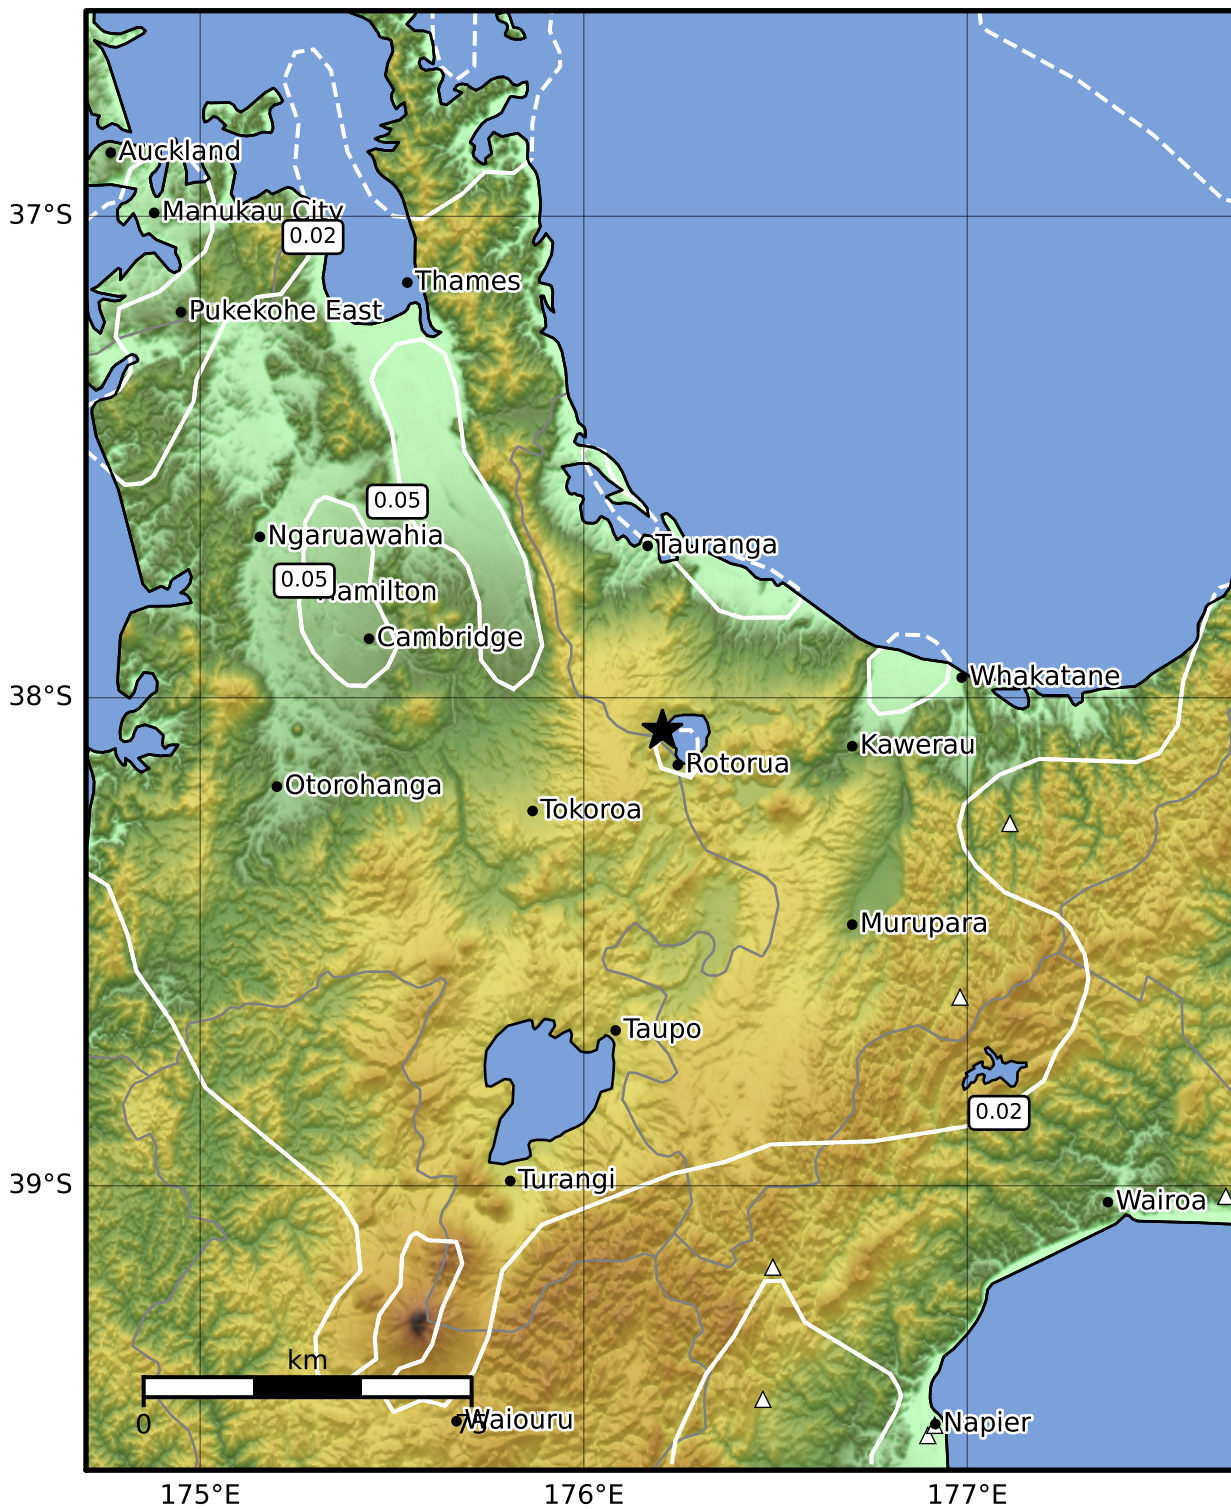 Auckland
Manukau City
37°S
0.02
Thames
Pukekohe East
0.05
Ngaruawahia
Tauranga
0.05
Hamilton
Cambridge
Whakatane
38°S
Kawerau
Rotorua
Otorohanga
Tokoroa
Murupara
Taupo
0.02
Turangi
39°S
Wairoa
km
0
75
Waiouru
Napier
175°E
176°E
177°E